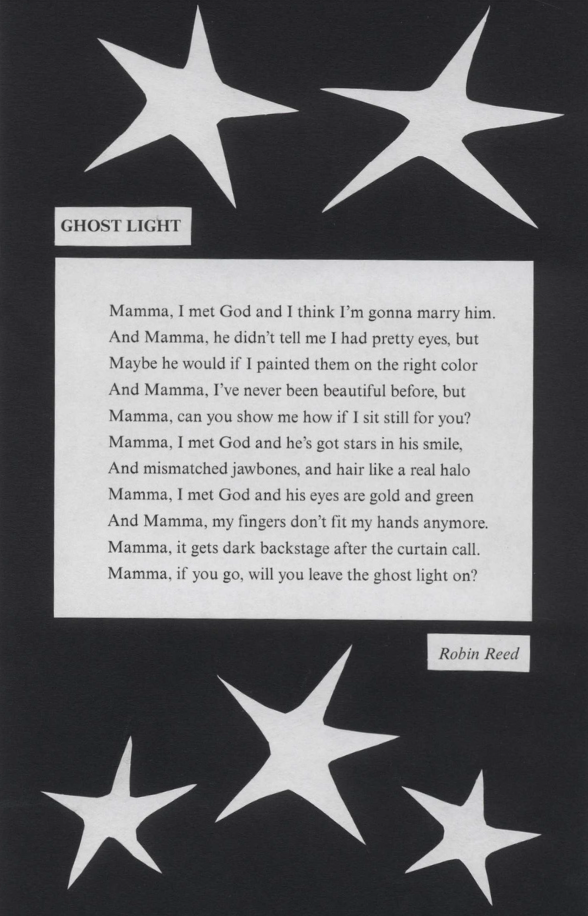 GHOST LIGHT
Mamma, I met God and I think I’m gonna marry him.
And Mamma, he didn’t tell me I had pretty eyes, but
Maybe he would if I painted them on the right color
And Mamma, I’ve never been beautiful before, but
Mamma, can you show me how if I sit still for you?
Mamma, I met God and he’s got stars in his smile,
And mismatched jawbones, and hair like a real halo
Mamma, I met God and his eyes are gold and green
And Mamma, my fingers don’t fit my hands anymore.
Mamma, it gets dark backstage after the curtain call.
Mamma, if you go, will you leave the ghost light on?
Robin Reed